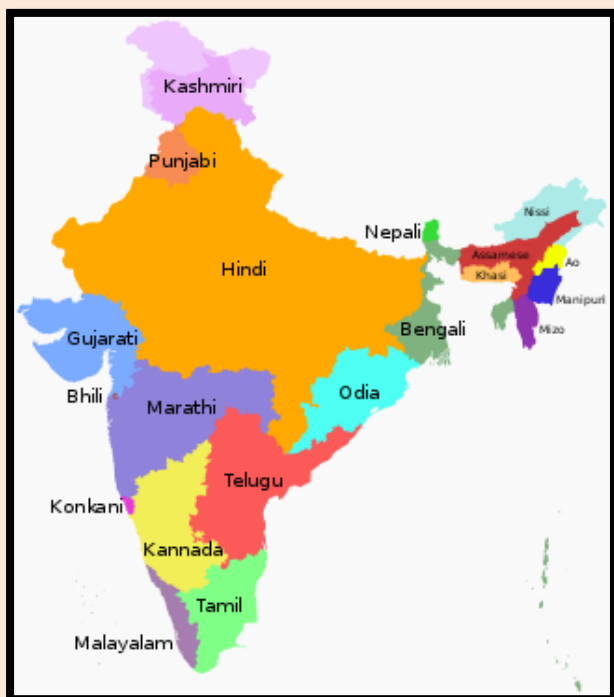 Kashmiri
Punjabi
Nissi
Nepali
Assamese
Ao
Hindi
Khasi
Manipuri
Bengali
Mizo
Gujarati
Bhili
Odia
Marathi
Telugu
Konkani
Kannada
Tamil
Malayalam